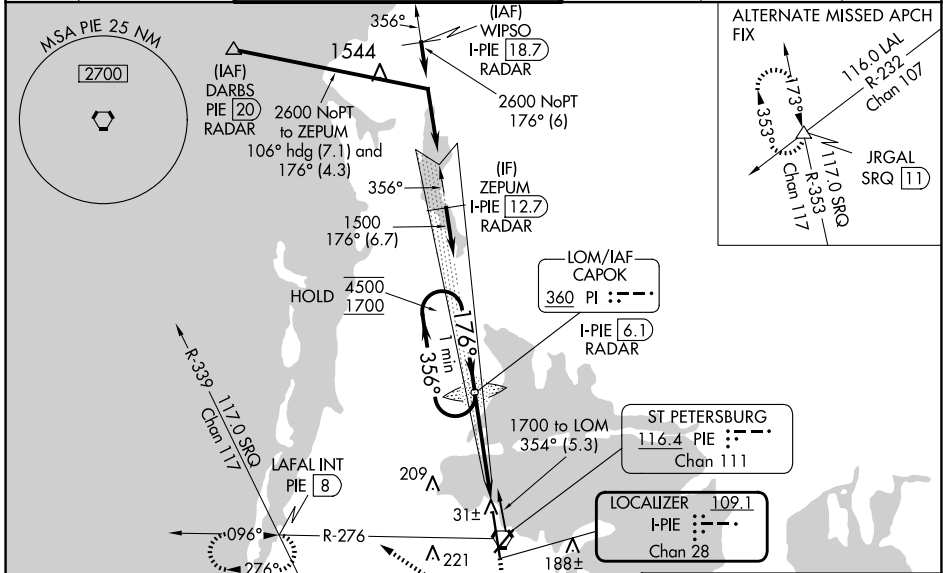 MSA PIE 25 NM
2700
(IAF)
DARBS
PIE 20
RADAR
1544
2600 NoPT
to ZEPUM
106° hdg (7.1) and
176° (4.3)
356°
(IAF)
WIPSO
I-PIE 18.7
RADAR
2600 NoPT
176° (6)
356°
(IF)
ZEPUM
I-PIE 12.7
RADAR
1500
176° (6.7)
HOLD
4500
1700
176°
1 min
356°
LOM/IAF
CAPOK
360 PI
I-PIE 6.1
RADAR
1700 to LOM
354° (5.3)
ST PETERSBURG
116.4 PIE
Chan 111
LOCALIZER 109.1
I-PIE
Chan 28
R-339
117.0 SRQ
Chan 117
LAFAL INT
PIE 8
096°
276°
R-276
209
221
31±
188±
ALTERNATE MISSED APCH
FIX
116.0 LAL
R-232
Chan 107
173°
353°
JRGAL
SRQ 11
117.0 SRQ
R-353
Chan 117